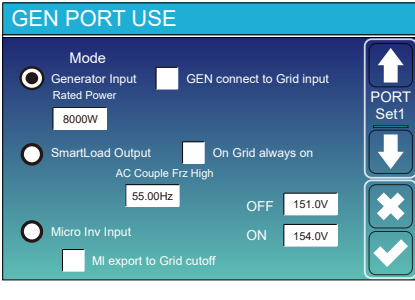 GEN PORT USE
Mode
Generator Input GEN connect to Grid input
Rated Power
8000W
PORT
Set1
SmartLoad Output On Grid always on
AC Couple Frz High
55.00Hz
OFF 151.0V
Micro Inv Input ON 154.0V
MI export to Grid cutoff